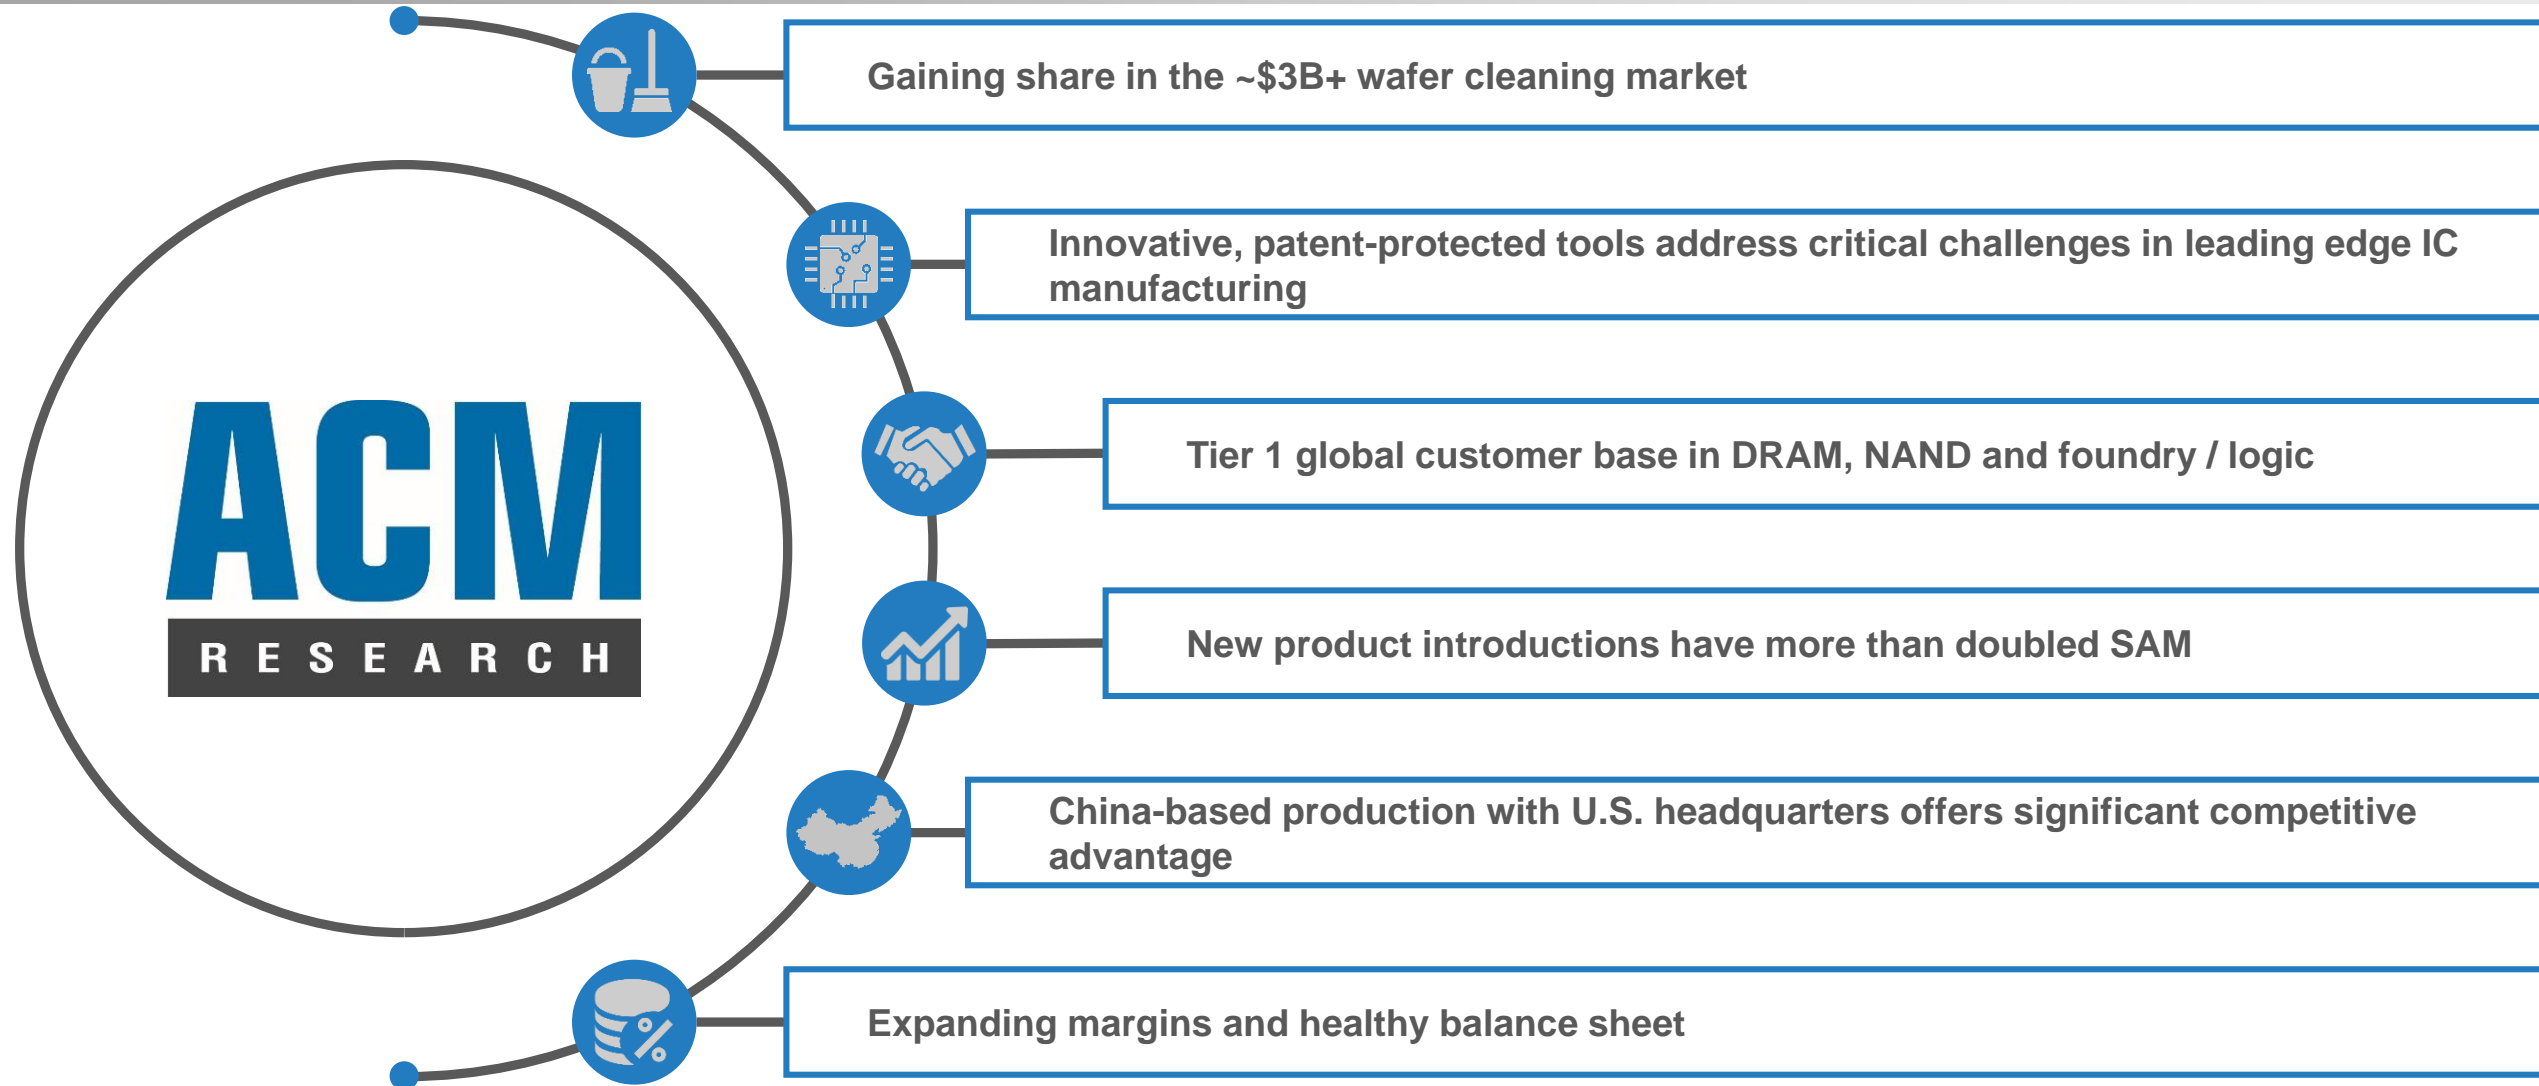 Gaining share in the ~$3B+ wafer cleaning market
Innovative, patent-protected tools address critical challenges in leading edge IC
manufacturing
ACM
RESEARCH
Tier 1 global customer base in DRAM, NAND and foundry / logic
New product introductions have more than doubled SAM
China-based production with U.S. headquarters offers significant competitive
advantage
Expanding margins and healthy balance sheet